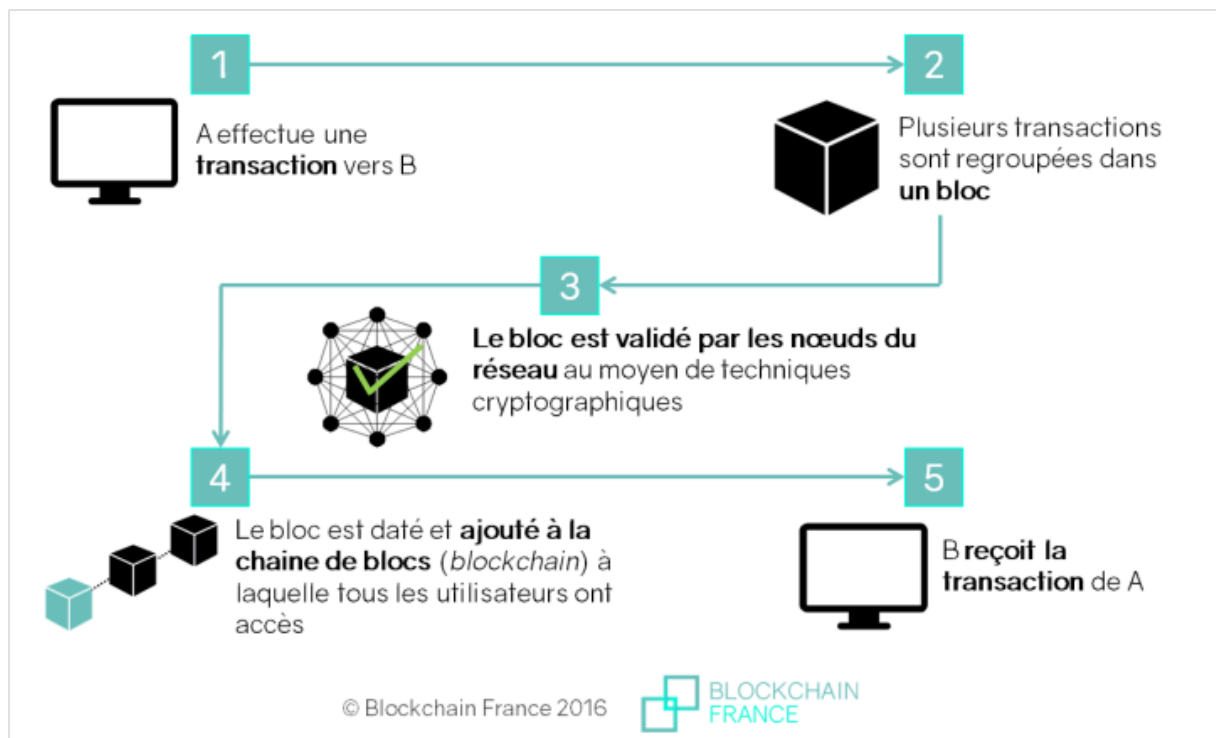 1
2
A effectue une
transaction vers B
Plusieurs transactions
sont regroupées dans
un bloc
3
Le bloc est validé par les nœuds du
réseau au moyen de techniques
cryptographiques
4
5
Le bloc est daté et ajouté à la
chaine de blocs (blockchain) à
laquelle tous les utilisateurs ont
accès
B reçoit la
transaction de A
© Blockchain France 2016
BLOCKCHAIN
FRANCE